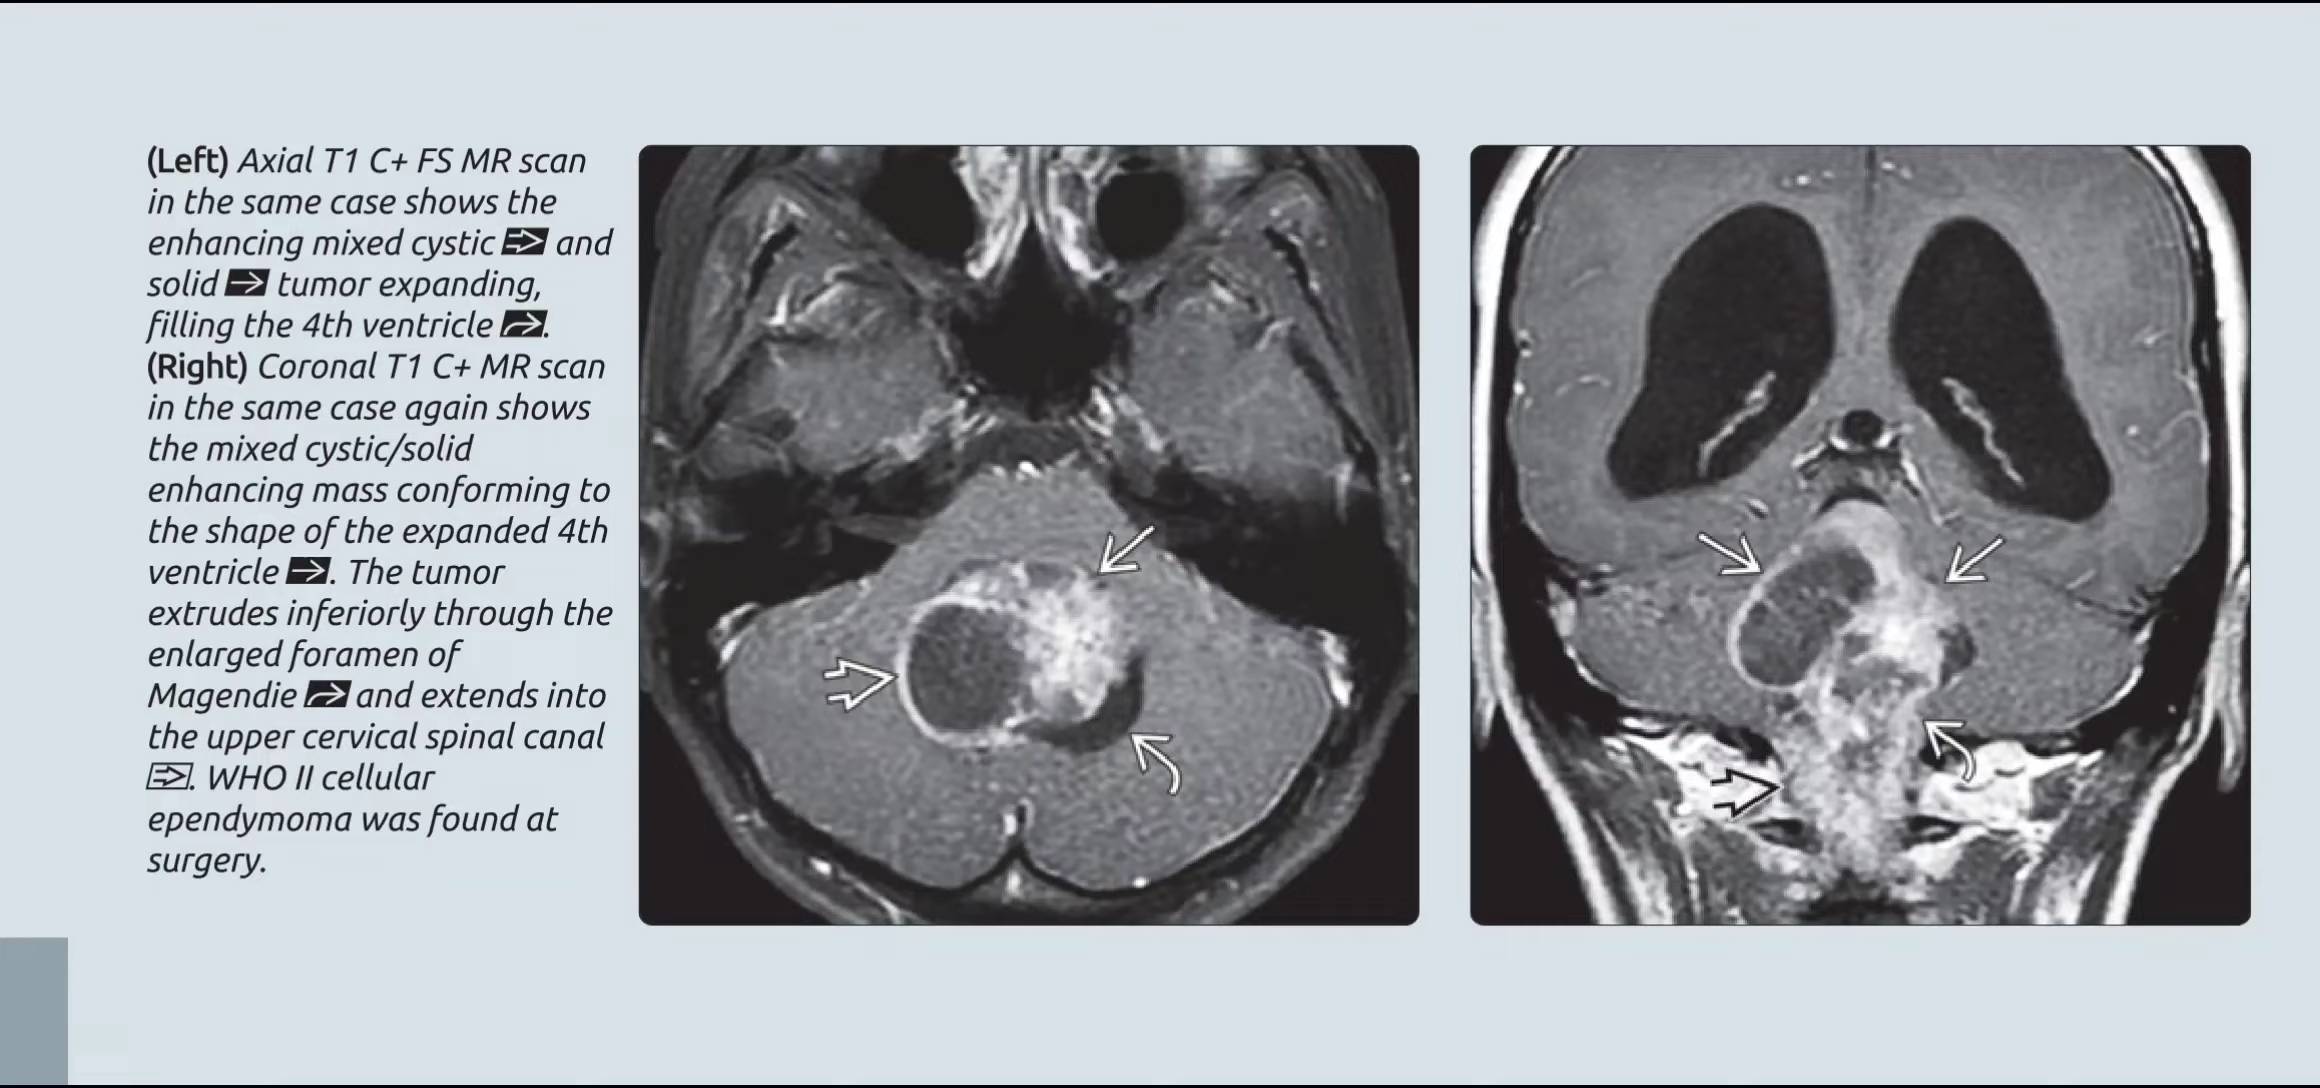 (Left) Axial T1 C+ FS MR scan
in the same case shows the
enhancing mixed cystic and
solid tumor expanding,
filling the 4th ventricle .
(Right) Coronal T1 C+ MR scan
in the same case again shows
the mixed cystic/solid
enhancing mass conforming to
the shape of the expanded 4th
ventricle . The tumor
extrudes inferiorly through the
enlarged foramen of
Magendie and extends into
the upper cervical spinal canal
. WHO II cellular
ependymoma was found at
surgery.